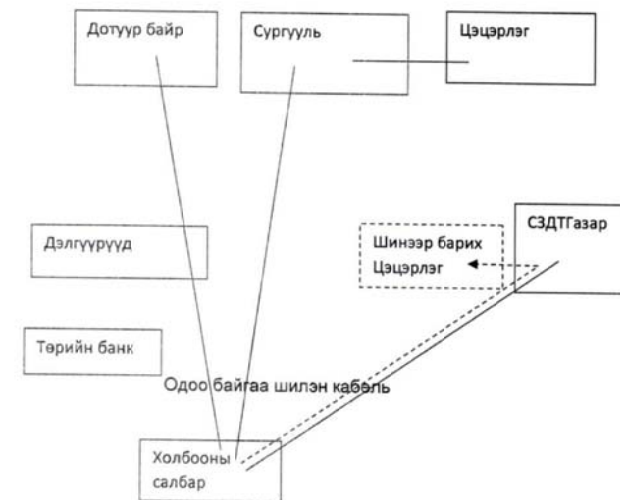 Дотуур байр
Сургууль
Цэцэрлэг
СЗДТГазар
Шинээр барих
Цэцэрлэг
Дэлгүүрүүд
Төрийн банк
Одоо байгаа шилэн кабель
Холбооны
салбар